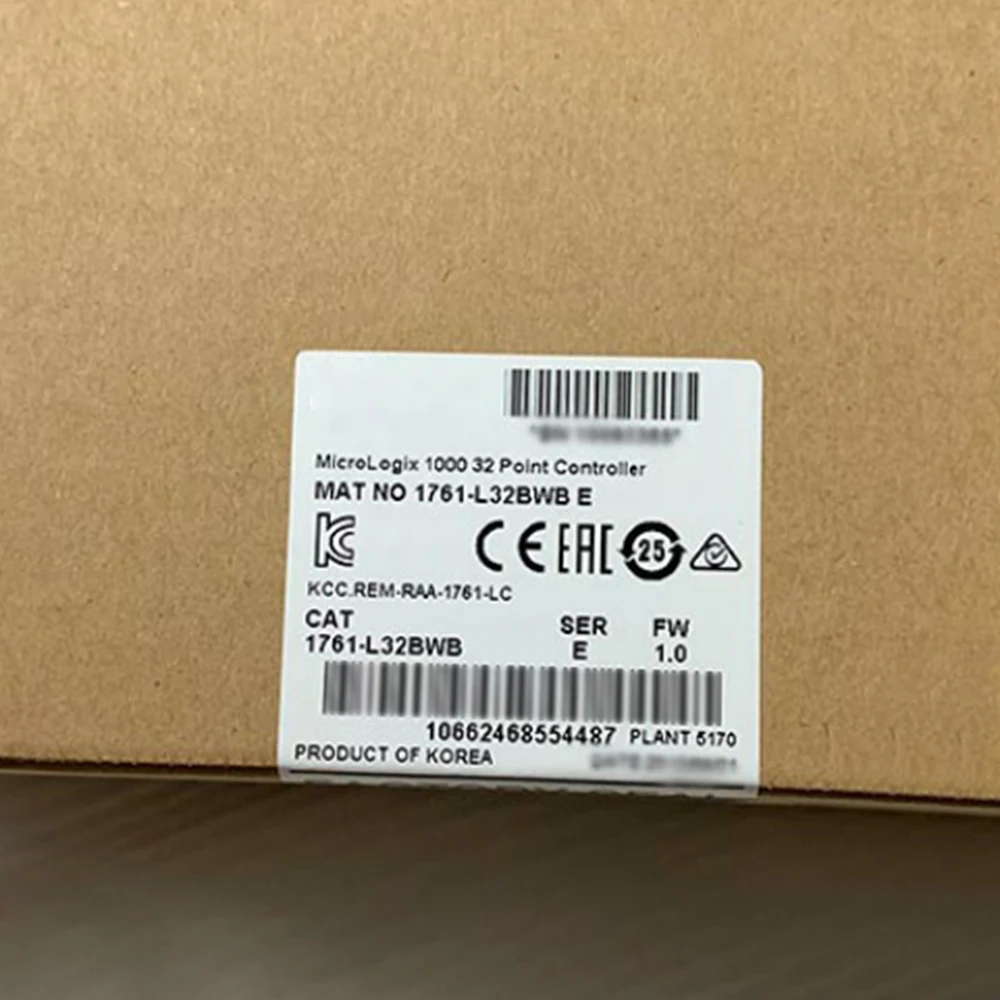 MicroLogix 1000 32 Point Controller
MAT NO 1761-L32BWB E
CE EAC 25
KCC.REM-RAA-1761-LC
CAT SER FW
1761-L32BWB E 1.0
10662468554487 PLANT 5170
PRODUCT OF KOREA